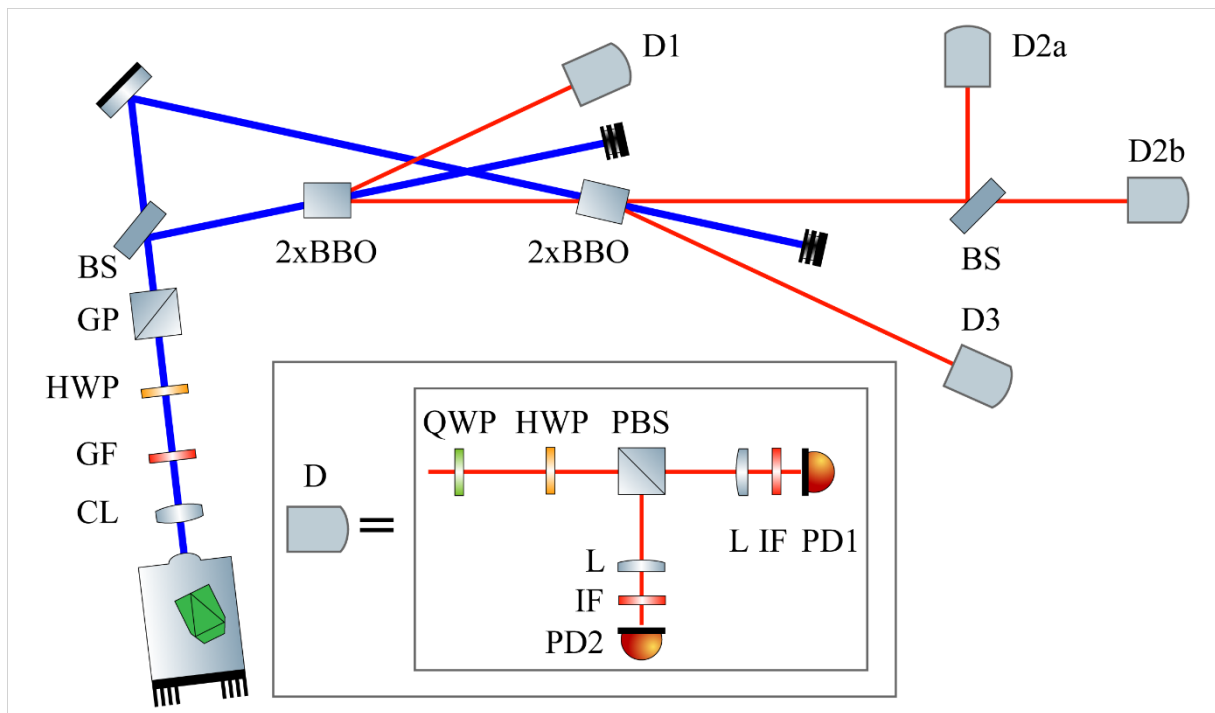 D1
D2a
D2b
BS
2xBBO
2xBBO
BS
GP
D3
HWP
QWP HWP PBS
GF
D
=
CL
L IF PD1
L
IF
PD2